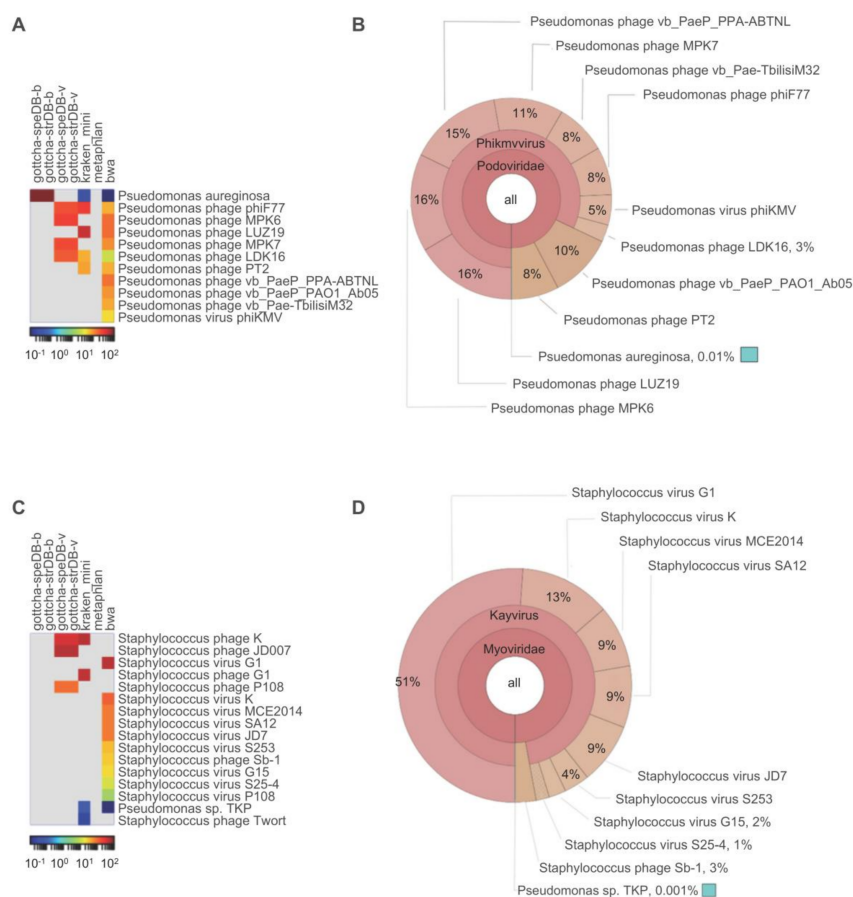 A
gottcha-speDB-b
gottcha-strDB-b
gottcha-speDB-v
gottcha-strDB-v
kraken_mini
metaphlan
bwa
Psuedomonas aureginosa
Pseudomonas phage phiF77
Pseudomonas phage MPK6
Pseudomonas phage LUZ19
Pseudomonas phage MPK7
Pseudomonas phage LDK16
Pseudomonas phage PT2
Pseudomonas phage vb_PaeP_PPA-ABTNL
Pseudomonas phage vb_PaeP_PAO1_Ab05
Pseudomonas phage vb_Pae-TbilisiM32
Pseudomonas virus phiKMV
10-1 100 101 102
B
Pseudomonas phage vb_PaeP_PPA-ABTNL
Pseudomonas phage MPK7
Pseudomonas phage vb_Pae-TbilisiM32
Pseudomonas phage phiF77
11%
15%
8%
Phikmvvirus
Podoviridae
8%
16%
all
5%
Pseudomonas virus phiKMV
Pseudomonas phage LDK16, 3%
10%
16%
8%
Pseudomonas phage vb_PaeP_PAO1_Ab05
Pseudomonas phage PT2
Psuedomonas aureginosa, 0.01%
Pseudomonas phage LUZ19
Pseudomonas phage MPK6
C
gottcha-speDB-b
gottcha-strDB-b
gottcha-speDB-v
gottcha-strDB-v
kraken_mini
metaphlan
bwa
Staphylococcus phage K
Staphylococcus phage JD007
Staphylococcus virus G1
Staphylococcus phage G1
Staphylococcus phage P108
Staphylococcus virus K
Staphylococcus virus MCE2014
Staphylococcus virus SA12
Staphylococcus virus JD7
Staphylococcus virus S253
Staphylococcus phage Sb-1
Staphylococcus virus G15
Staphylococcus virus S25-4
Staphylococcus virus P108
Pseudomonas sp. TKP
Staphylococcus phage Twort
10-1 100 101 102
D
Staphylococcus virus G1
Staphylococcus virus K
Staphylococcus virus MCE2014
Staphylococcus virus SA12
13%
Kayvirus
Myoviridae
9%
51%
all
9%
9%
4%
Staphylococcus virus JD7
Staphylococcus virus S253
Staphylococcus virus G15, 2%
Staphylococcus virus S25-4, 1%
Staphylococcus phage Sb-1, 3%
Pseudomonas sp. TKP, 0.001%